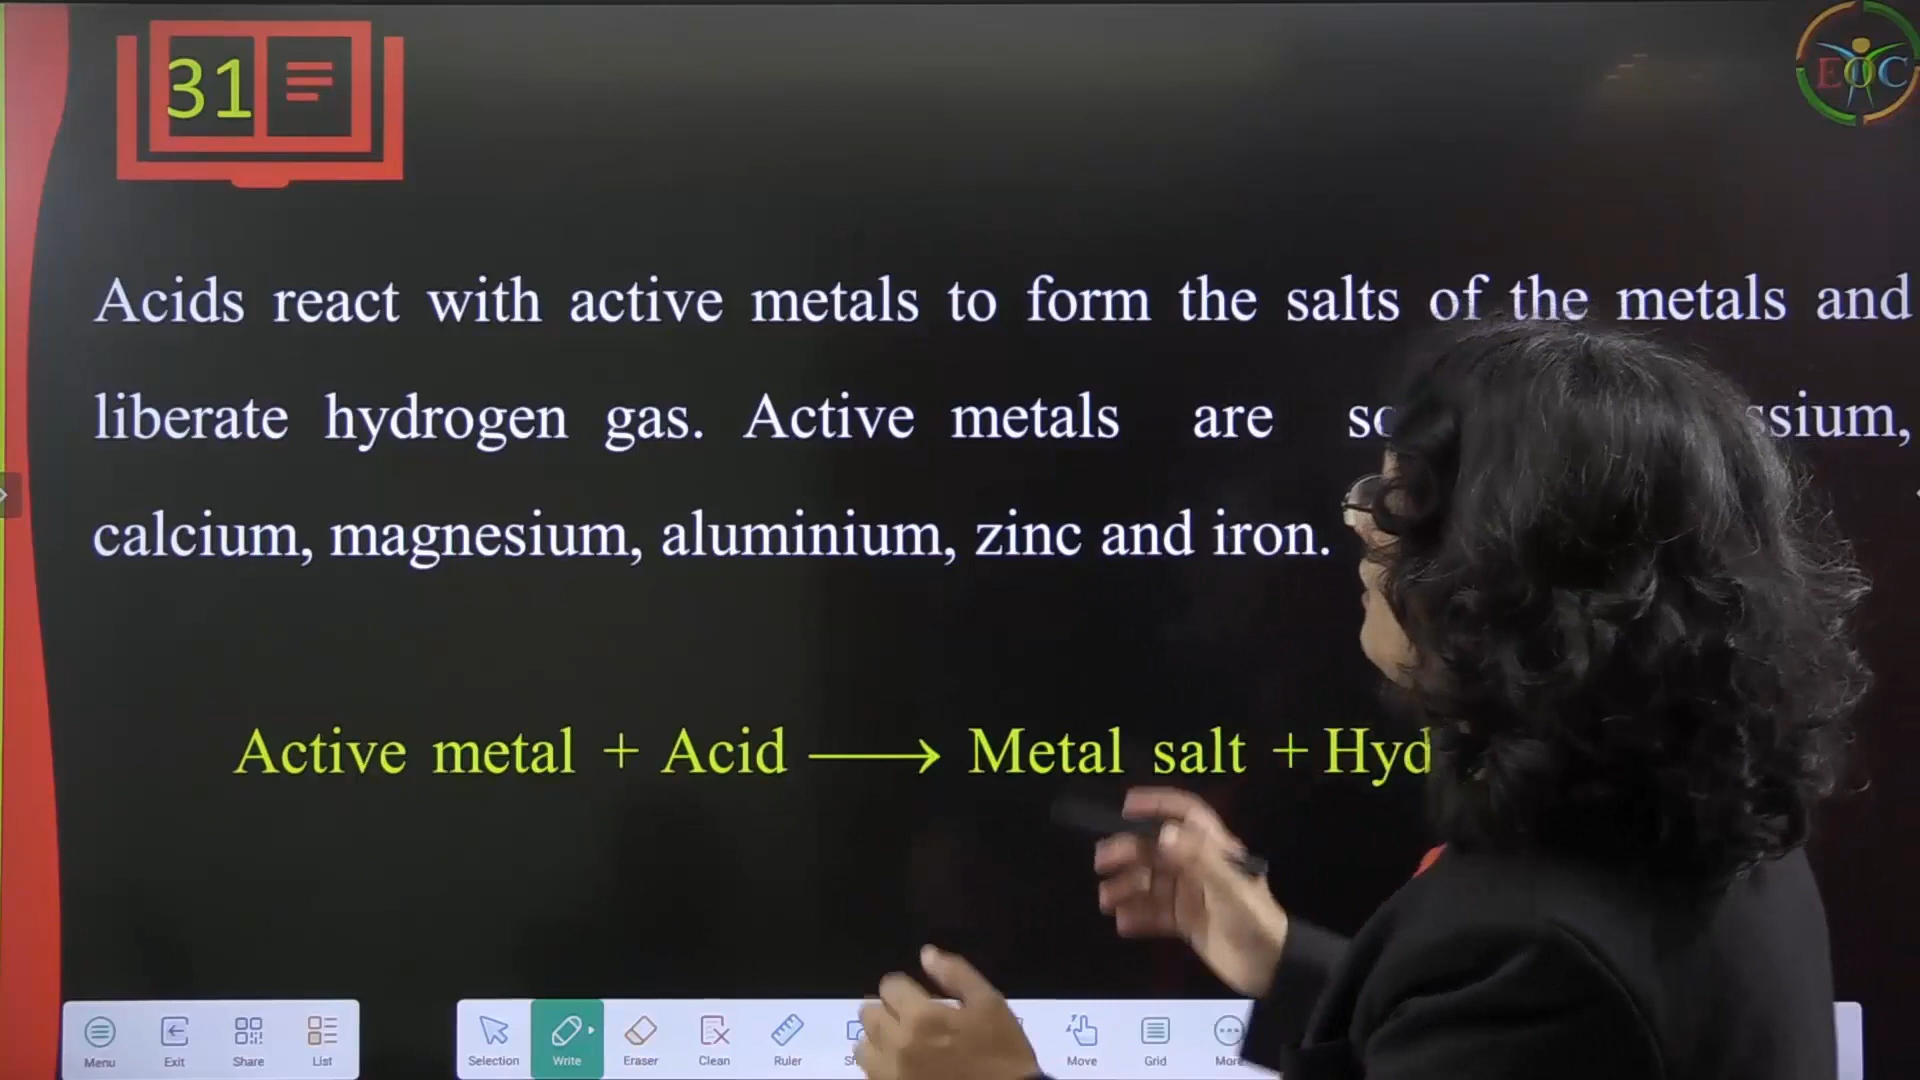 31
EOC
Acids react with active metals to form the salts of the metals and
liberate hydrogen gas. Active metals are
calcium, magnesium, aluminium, zinc and iron.
Active metal + Acid ⟶ Metal salt +
Menu Exit Share List Selection Write Eraser Clean Ruler Move Grid More